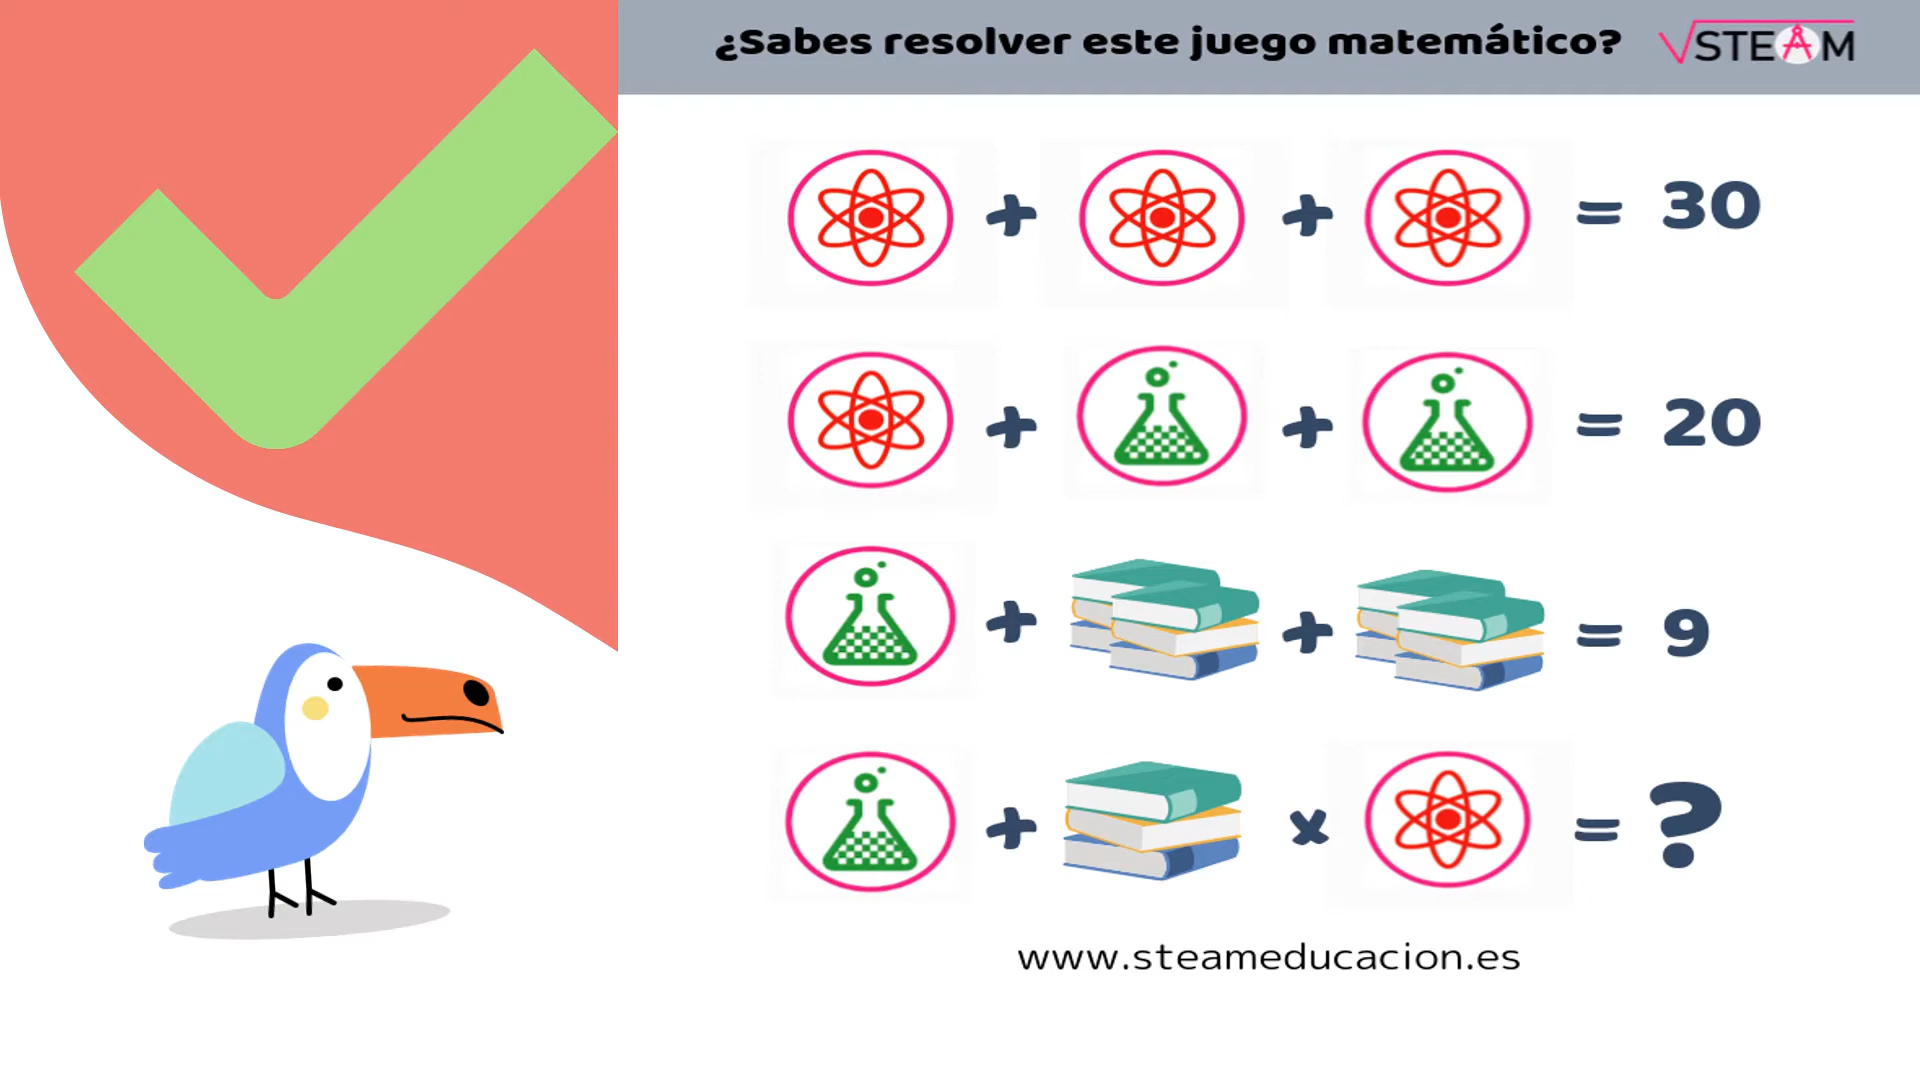 ¿Sabes resolver este juego matemático? √STEAM
+ + = 30
+ + = 20
+ + = 9
+ x = ?
www.steameducacion.es